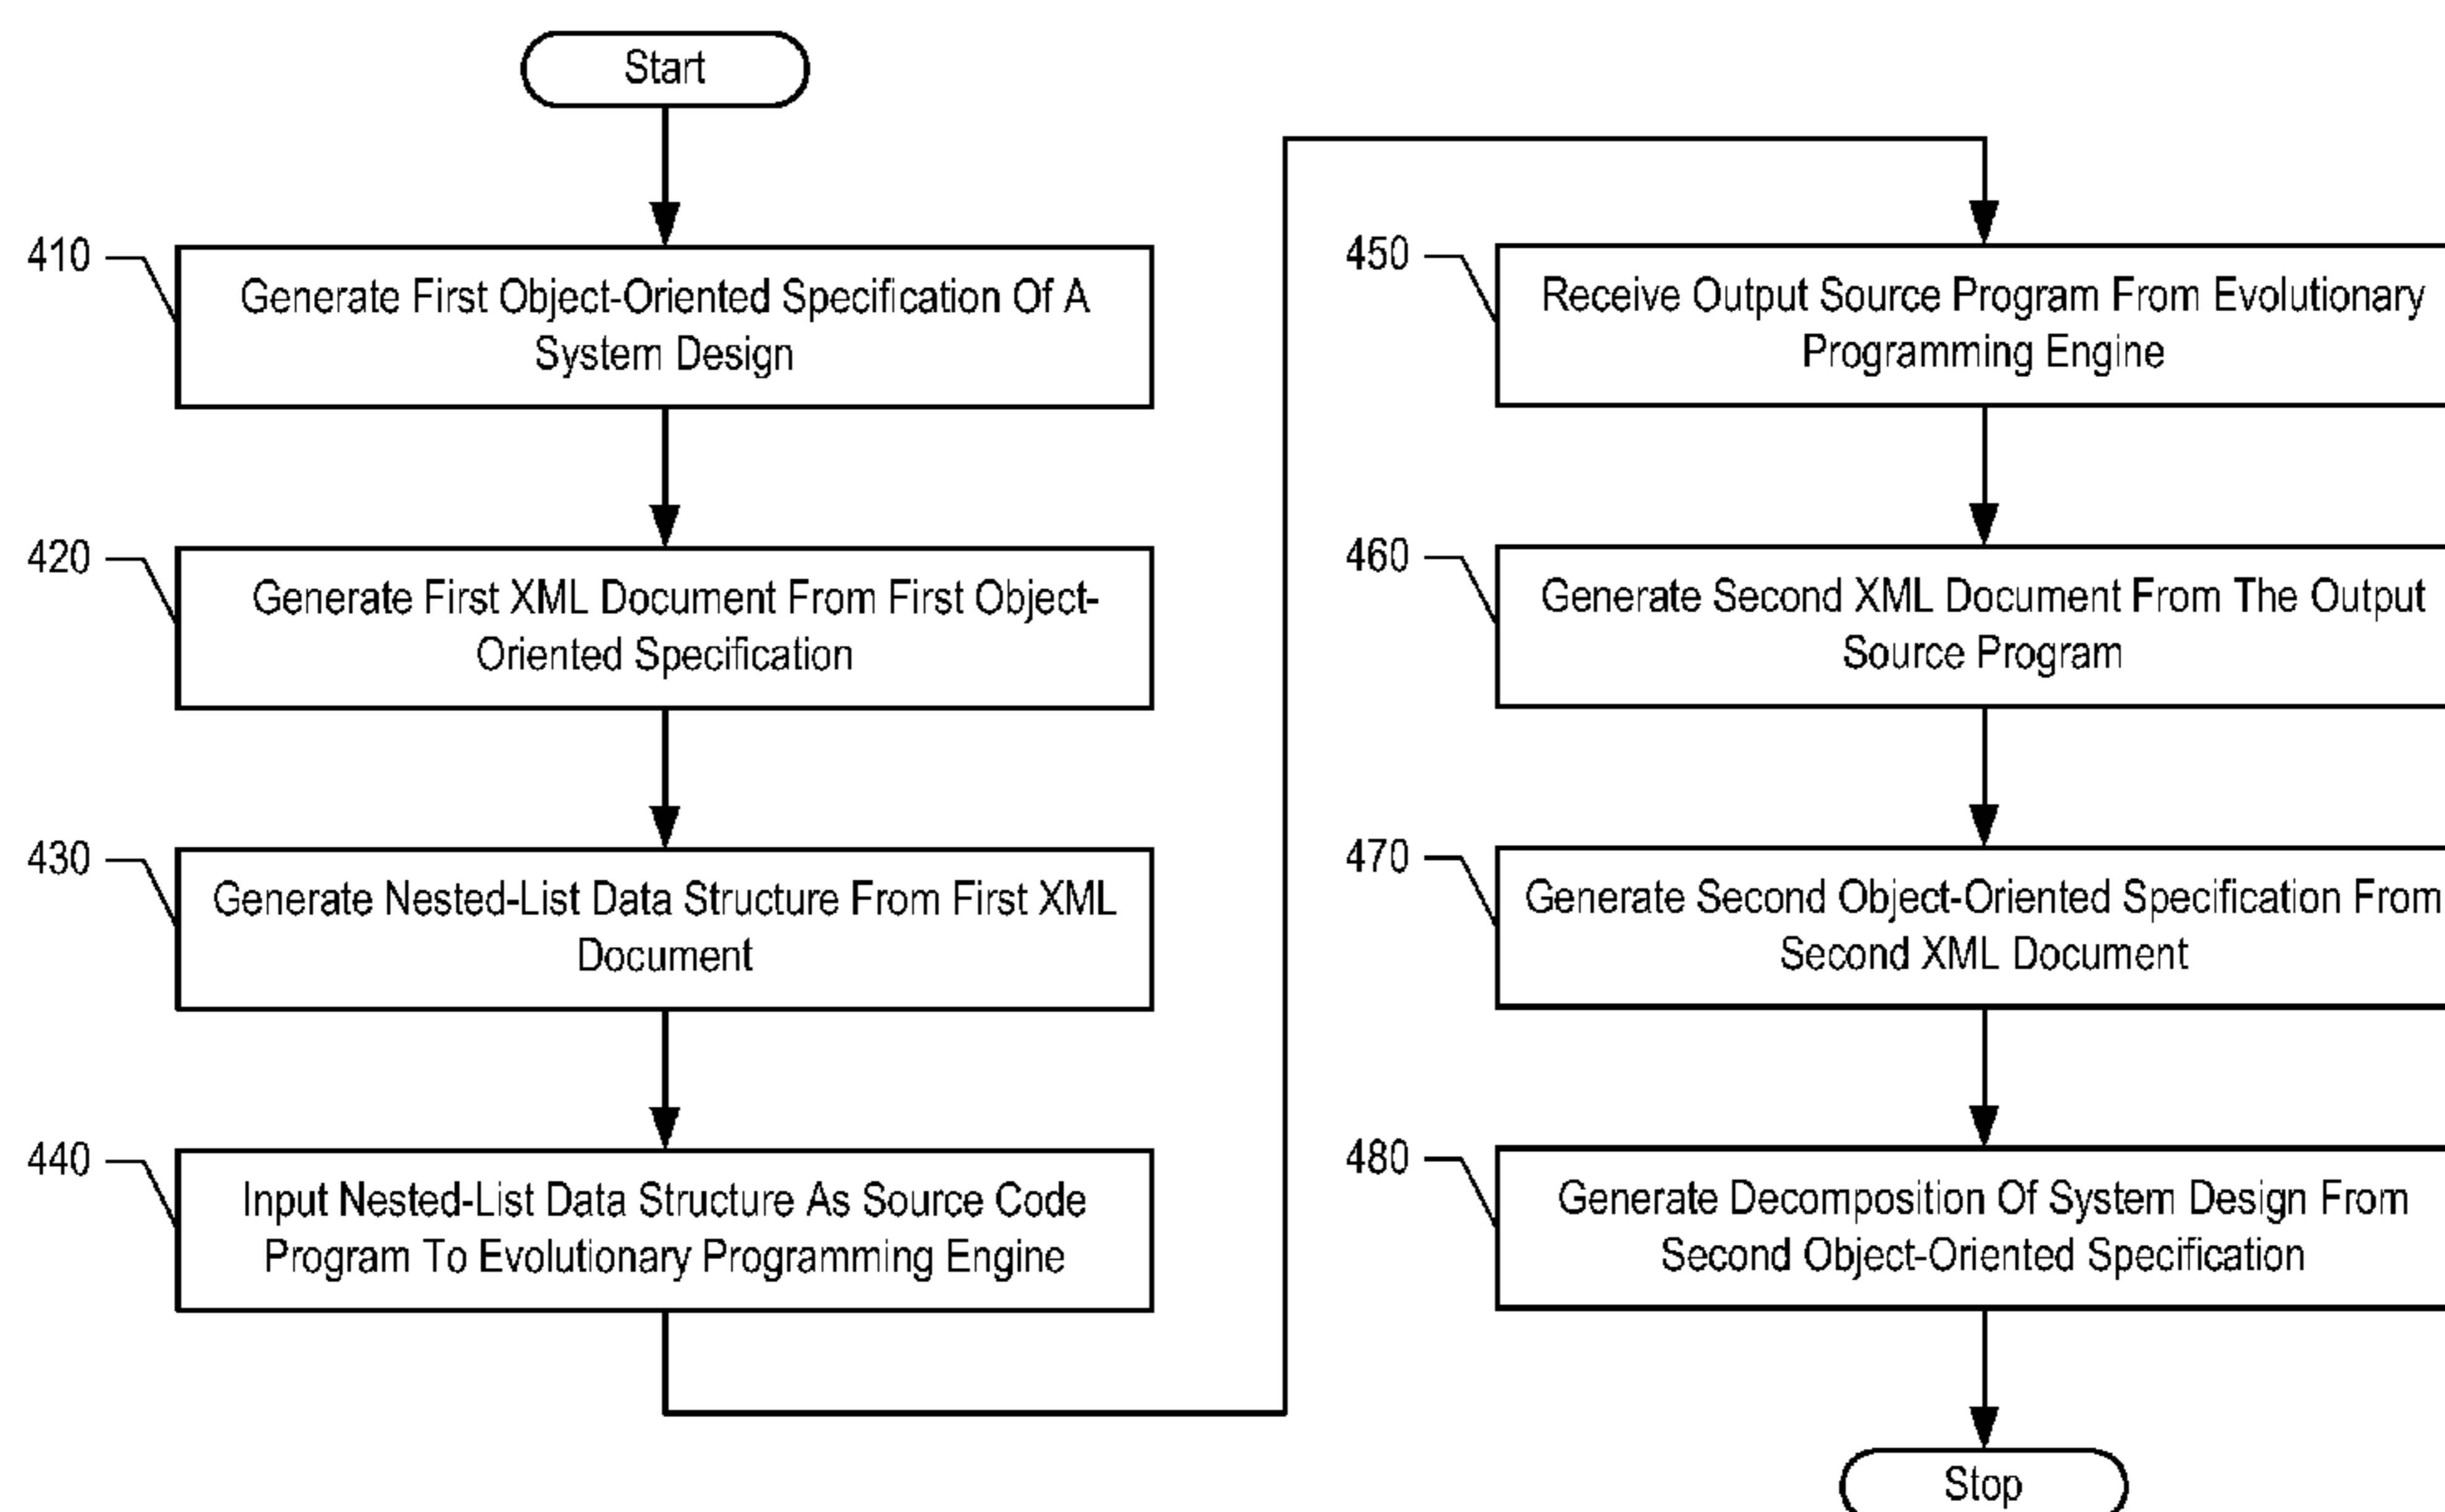 Start
410
Generate First Object-Oriented Specification Of A
System Design
420
Generate First XML Document From First Object-
Oriented Specification
430
Generate Nested-List Data Structure From First XML
Document
440
Input Nested-List Data Structure As Source Code
Program To Evolutionary Programming Engine
450
Receive Output Source Program From Evolutionary
Programming Engine
460
Generate Second XML Document From The Output
Source Program
470
Generate Second Object-Oriented Specification From
Second XML Document
480
Generate Decomposition Of System Design From
Second Object-Oriented Specification
Stop